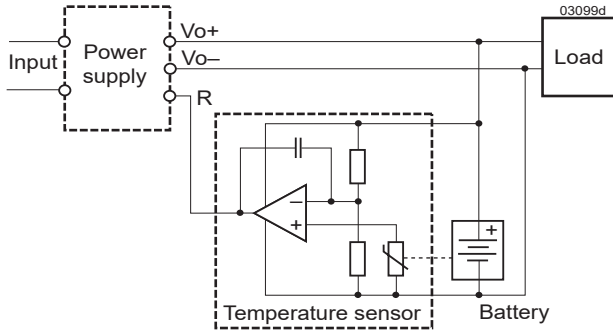 03099d
Vo+
Power
supply
Input
Vo–
Load
R
–
+
+
Temperature sensor
Battery